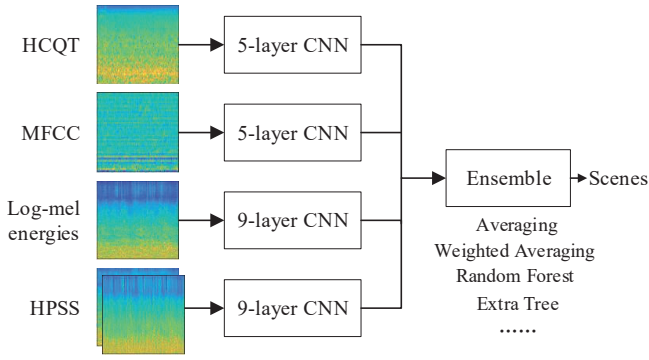 HCQT
5-layer CNN
MFCC
5-layer CNN
Log-mel
energies
9-layer CNN
HPSS
9-layer CNN
Ensemble
Scenes
Averaging
Weighted Averaging
Random Forest
Extra Tree
……